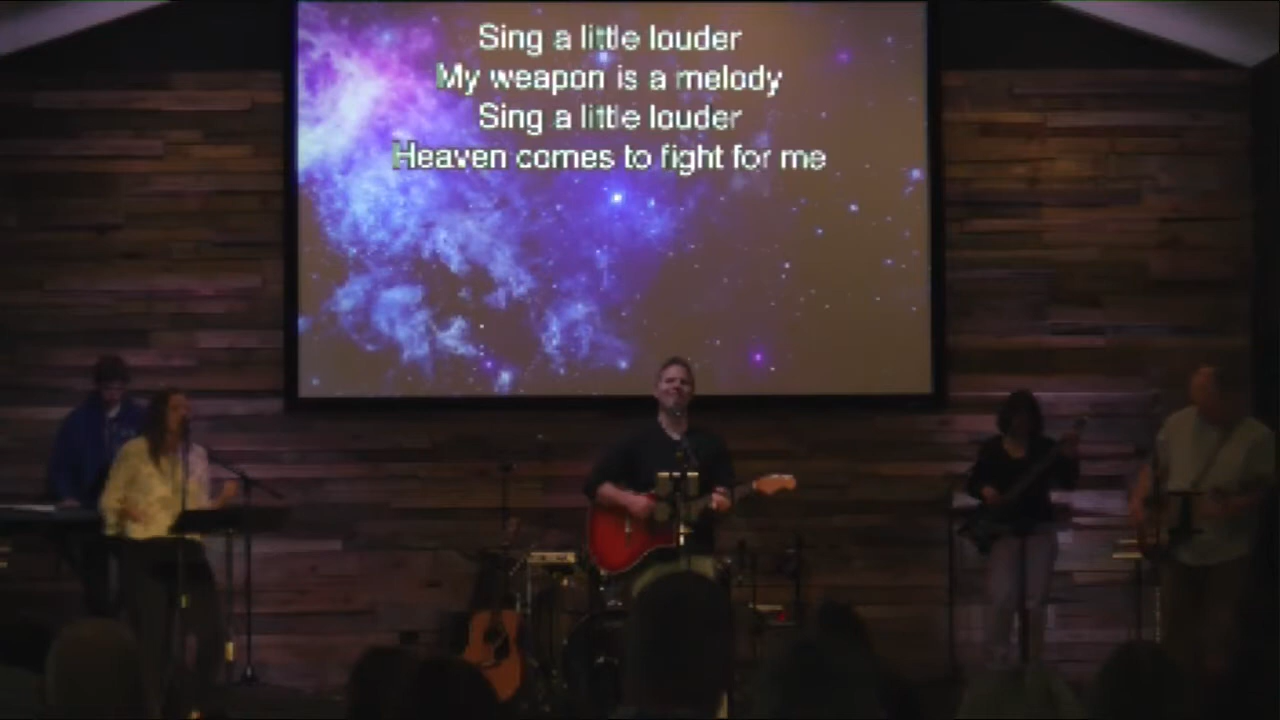 Sing a little louder
My weapon is a melody
Sing a little louder
Heaven comes to fight for me